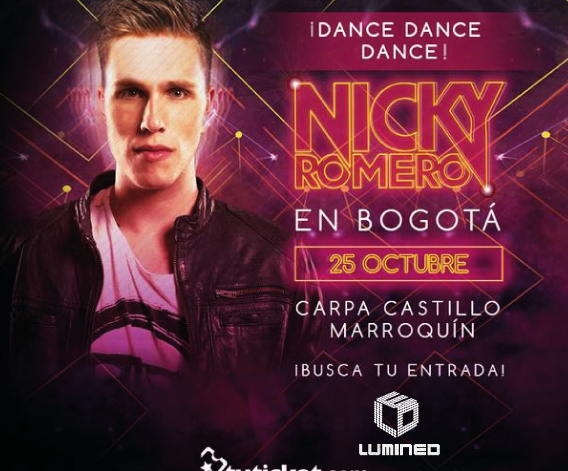 ¡DANCE DANCE
DANCE!
NICKY
ROMERO
EN BOGOTÁ
25 OCTUBRE
CARPA CASTILLO
MARROQUÍN
¡BUSCA TU ENTRADA!
LUMINED